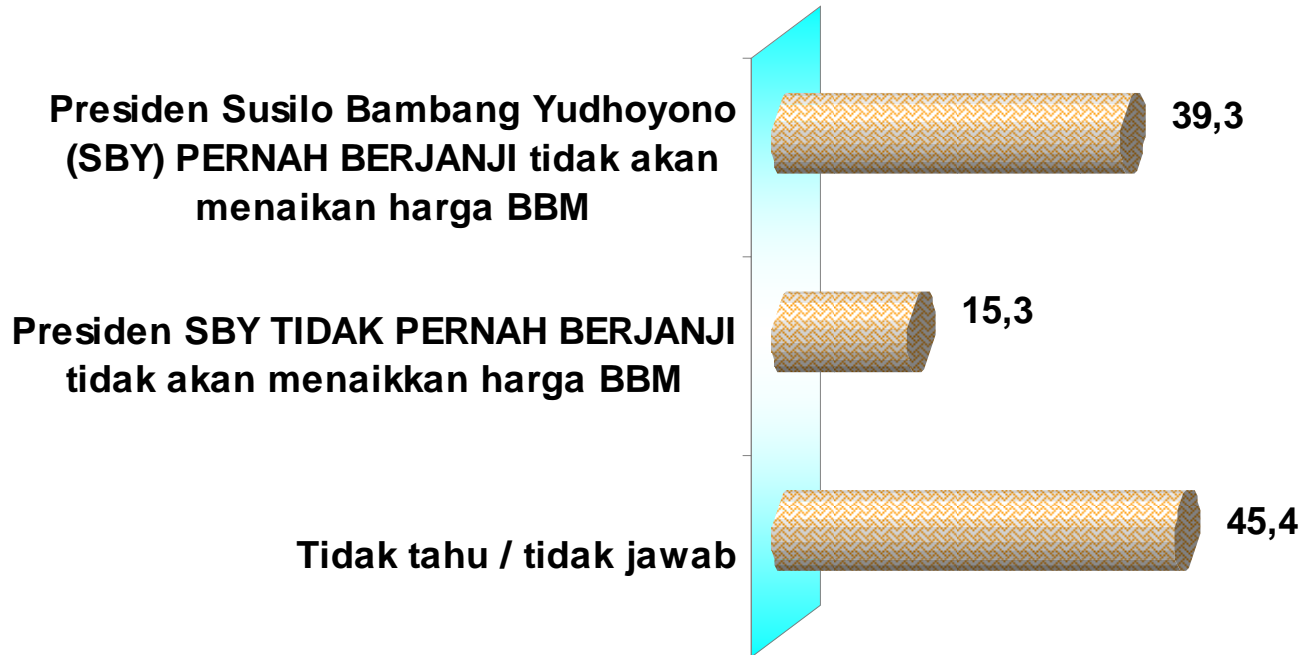 Presiden Susilo Bambang Yudhoyono
(SBY) PERNAH BERJANJI tidak akan
menaikan harga BBM
39,3
Presiden SBY TIDAK PERNAH BERJANJI
tidak akan menaikkan harga BBM
15,3
Tidak tahu / tidak jawab
45,4